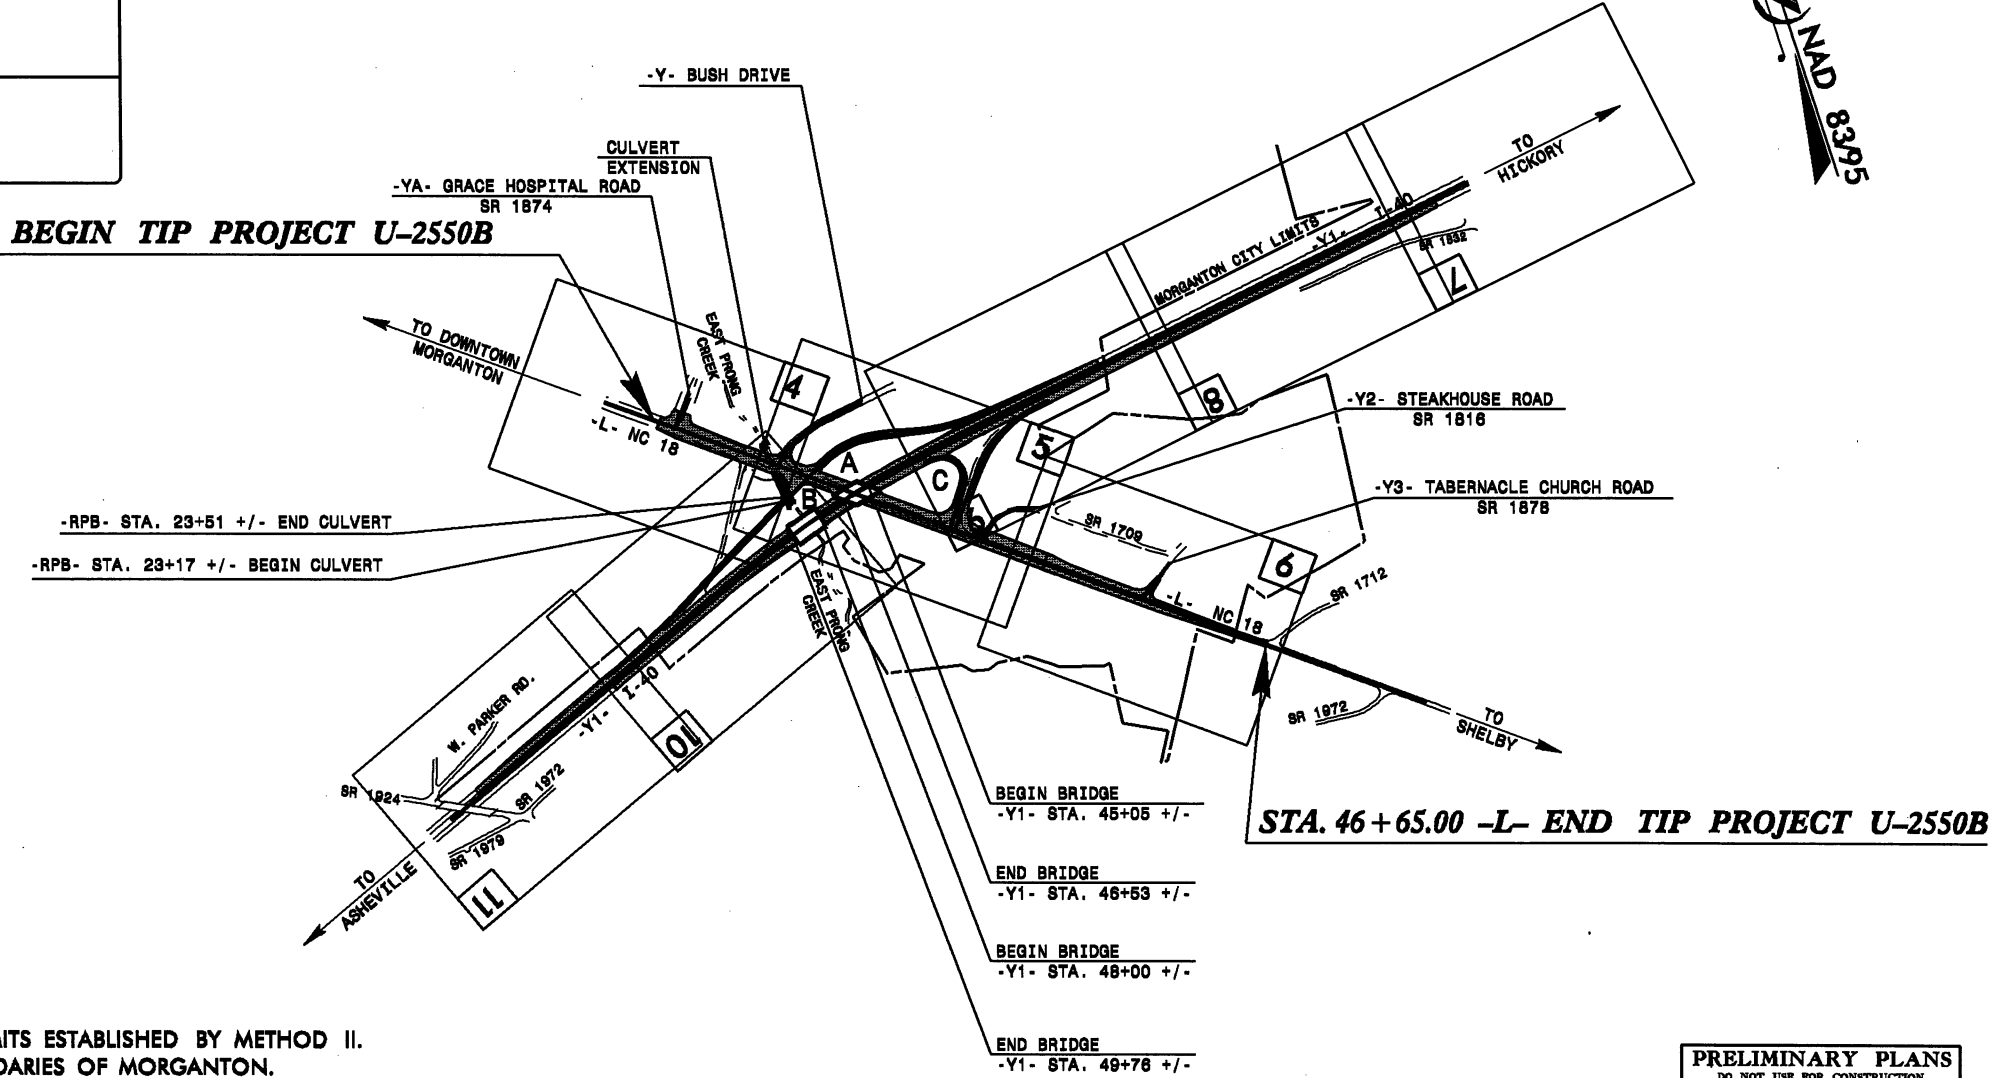 NAD 83/95
-Y- BUSH DRIVE
CULVERT
EXTENSION
-YA- GRACE HOSPITAL ROAD
SR 1874
BEGIN TIP PROJECT U-2550B
TO
HICKORY
I-40
-Y1-
MORGANTON CITY LIMITS
SR 1832
7
TO DOWNTOWN
MORGANTON
EAST PRONG
CREEK
4
8
-L- NC 18
-Y2- STEAKHOUSE ROAD
SR 1816
5
A
B
C
-Y3- TABERNACLE CHURCH ROAD
SR 1878
-RPB- STA. 23+51 +/- END CULVERT
-RPB- STA. 23+17 +/- BEGIN CULVERT
SR 1709
6
SR 1712
EAST PRONG
CREEK
-L- NC 18
I-40
-Y1-
W. PARKER RD.
10
SR 1972
TO
SHELBY
SR 1924
SR 1972
SR 1979
TO
ASHEVILLE
11
BEGIN BRIDGE
-Y1- STA. 45+05 +/-
STA. 46+65.00 -L- END TIP PROJECT U-2550B
END BRIDGE
-Y1- STA. 46+53 +/-
BEGIN BRIDGE
-Y1- STA. 48+00 +/-
END BRIDGE
-Y1- STA. 49+76 +/-
ITS ESTABLISHED BY METHOD II.
DARIES OF MORGANTON.
PRELIMINARY PLANS
DO NOT USE FOR CONSTRUCTION